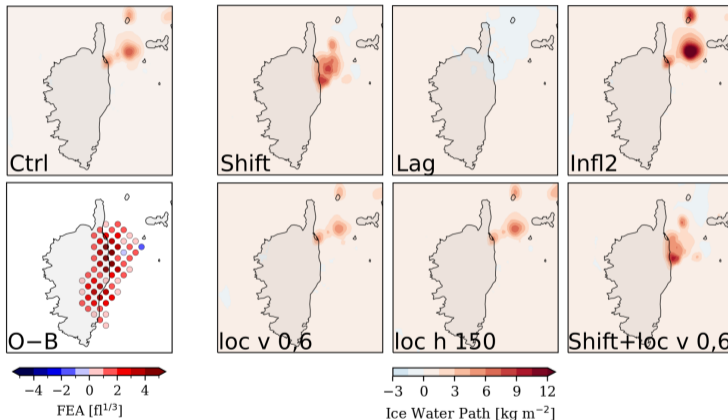 Ctrl
Shift
Lag
Infl2
O−B
loc v 0,6
loc h 150
Shift+loc v 0,6
−4 −2 0 2 4
FEA [fl^{1/3}]
−3 0 3 6 9 12
Ice Water Path [kg m^{−2}]